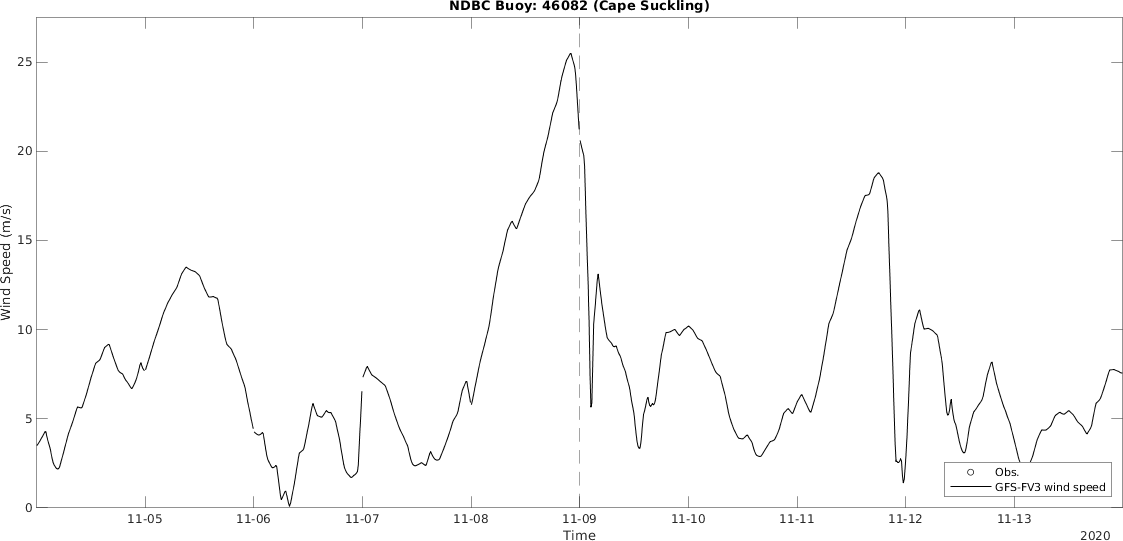 NDBC Buoy: 46082 (Cape Suckling)
Wind Speed (m/s)
25
20
15
10
5
0
11-05 11-06 11-07 11-08 11-09 11-10 11-11 11-12 11-13
Time
2020
Obs.
GFS-FV3 wind speed